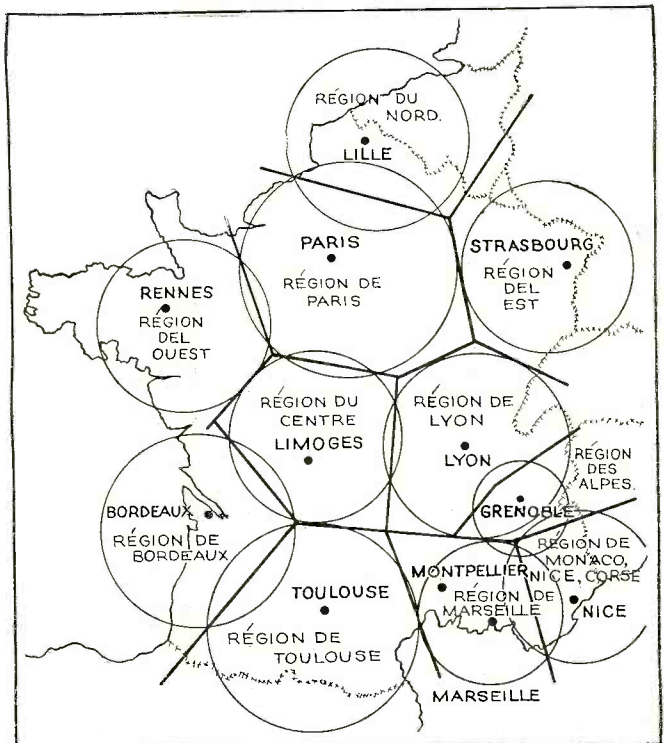 RÉGION DU
NORD.
LILLE
PARIS
RÉGION DE
PARIS
STRASBOURG
RÉGION
DEL
EST
RENNES
RÉGION
DEL
OUEST
RÉGION DU
CENTRE
LIMOGES
RÉGION DE
LYON
LYON
RÉGION
DES
ALPES.
GRENOBLE
BORDEAUX
RÉGION DE
BORDEAUX
RÉGION DE
MONACO,
NICE, CORSE
NICE
MONTPELLIER
RÉGION DE
MARSEILLE
TOULOUSE
RÉGION DE
TOULOUSE
MARSEILLE